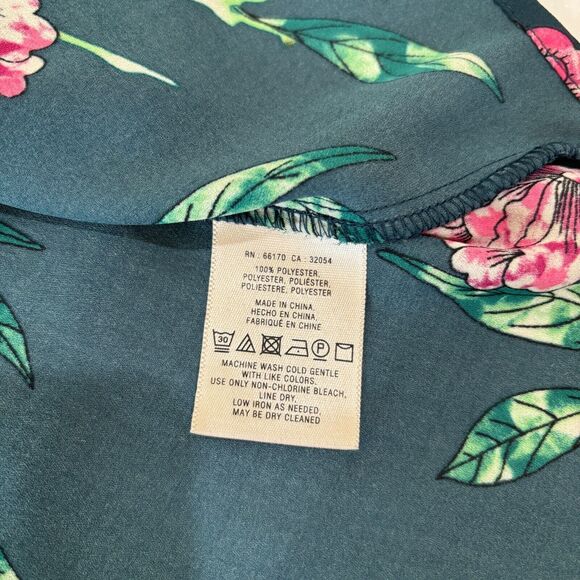 RN : 66170 CA : 32054
100% POLYESTER,
POLYESTER, POLIÉSTER,
POLIESTERE, POLYESTER
MADE IN CHINA,
HECHO EN CHINA,
FABRIQUÉ EN CHINE
30 P
MACHINE WASH COLD GENTLE
WITH LIKE COLORS.
USE ONLY NON-CHLORINE BLEACH,
LINE DRY,
LOW IRON AS NEEDED,
MAY BE DRY CLEANED